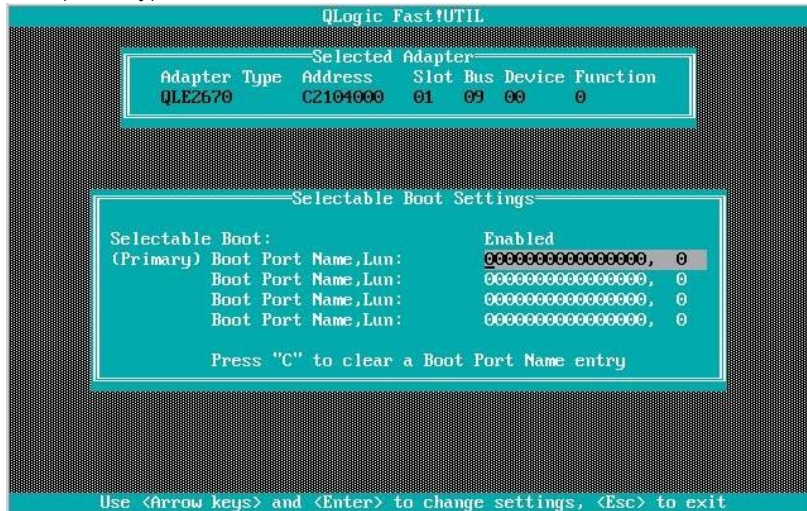 QLogic Fast!UTIL
Selected Adapter
Adapter Type Address Slot Bus Device Function
QLE2670 C2104000 01 09 00 0
Selectable Boot Settings
Selectable Boot: Enabled
(Primary) Boot Port Name,Lun: 0000000000000000, 0
Boot Port Name,Lun: 0000000000000000, 0
Boot Port Name,Lun: 0000000000000000, 0
Boot Port Name,Lun: 0000000000000000, 0
Press "C" to clear a Boot Port Name entry
Use <Arrow keys> and <Enter> to change settings, <Esc> to exit